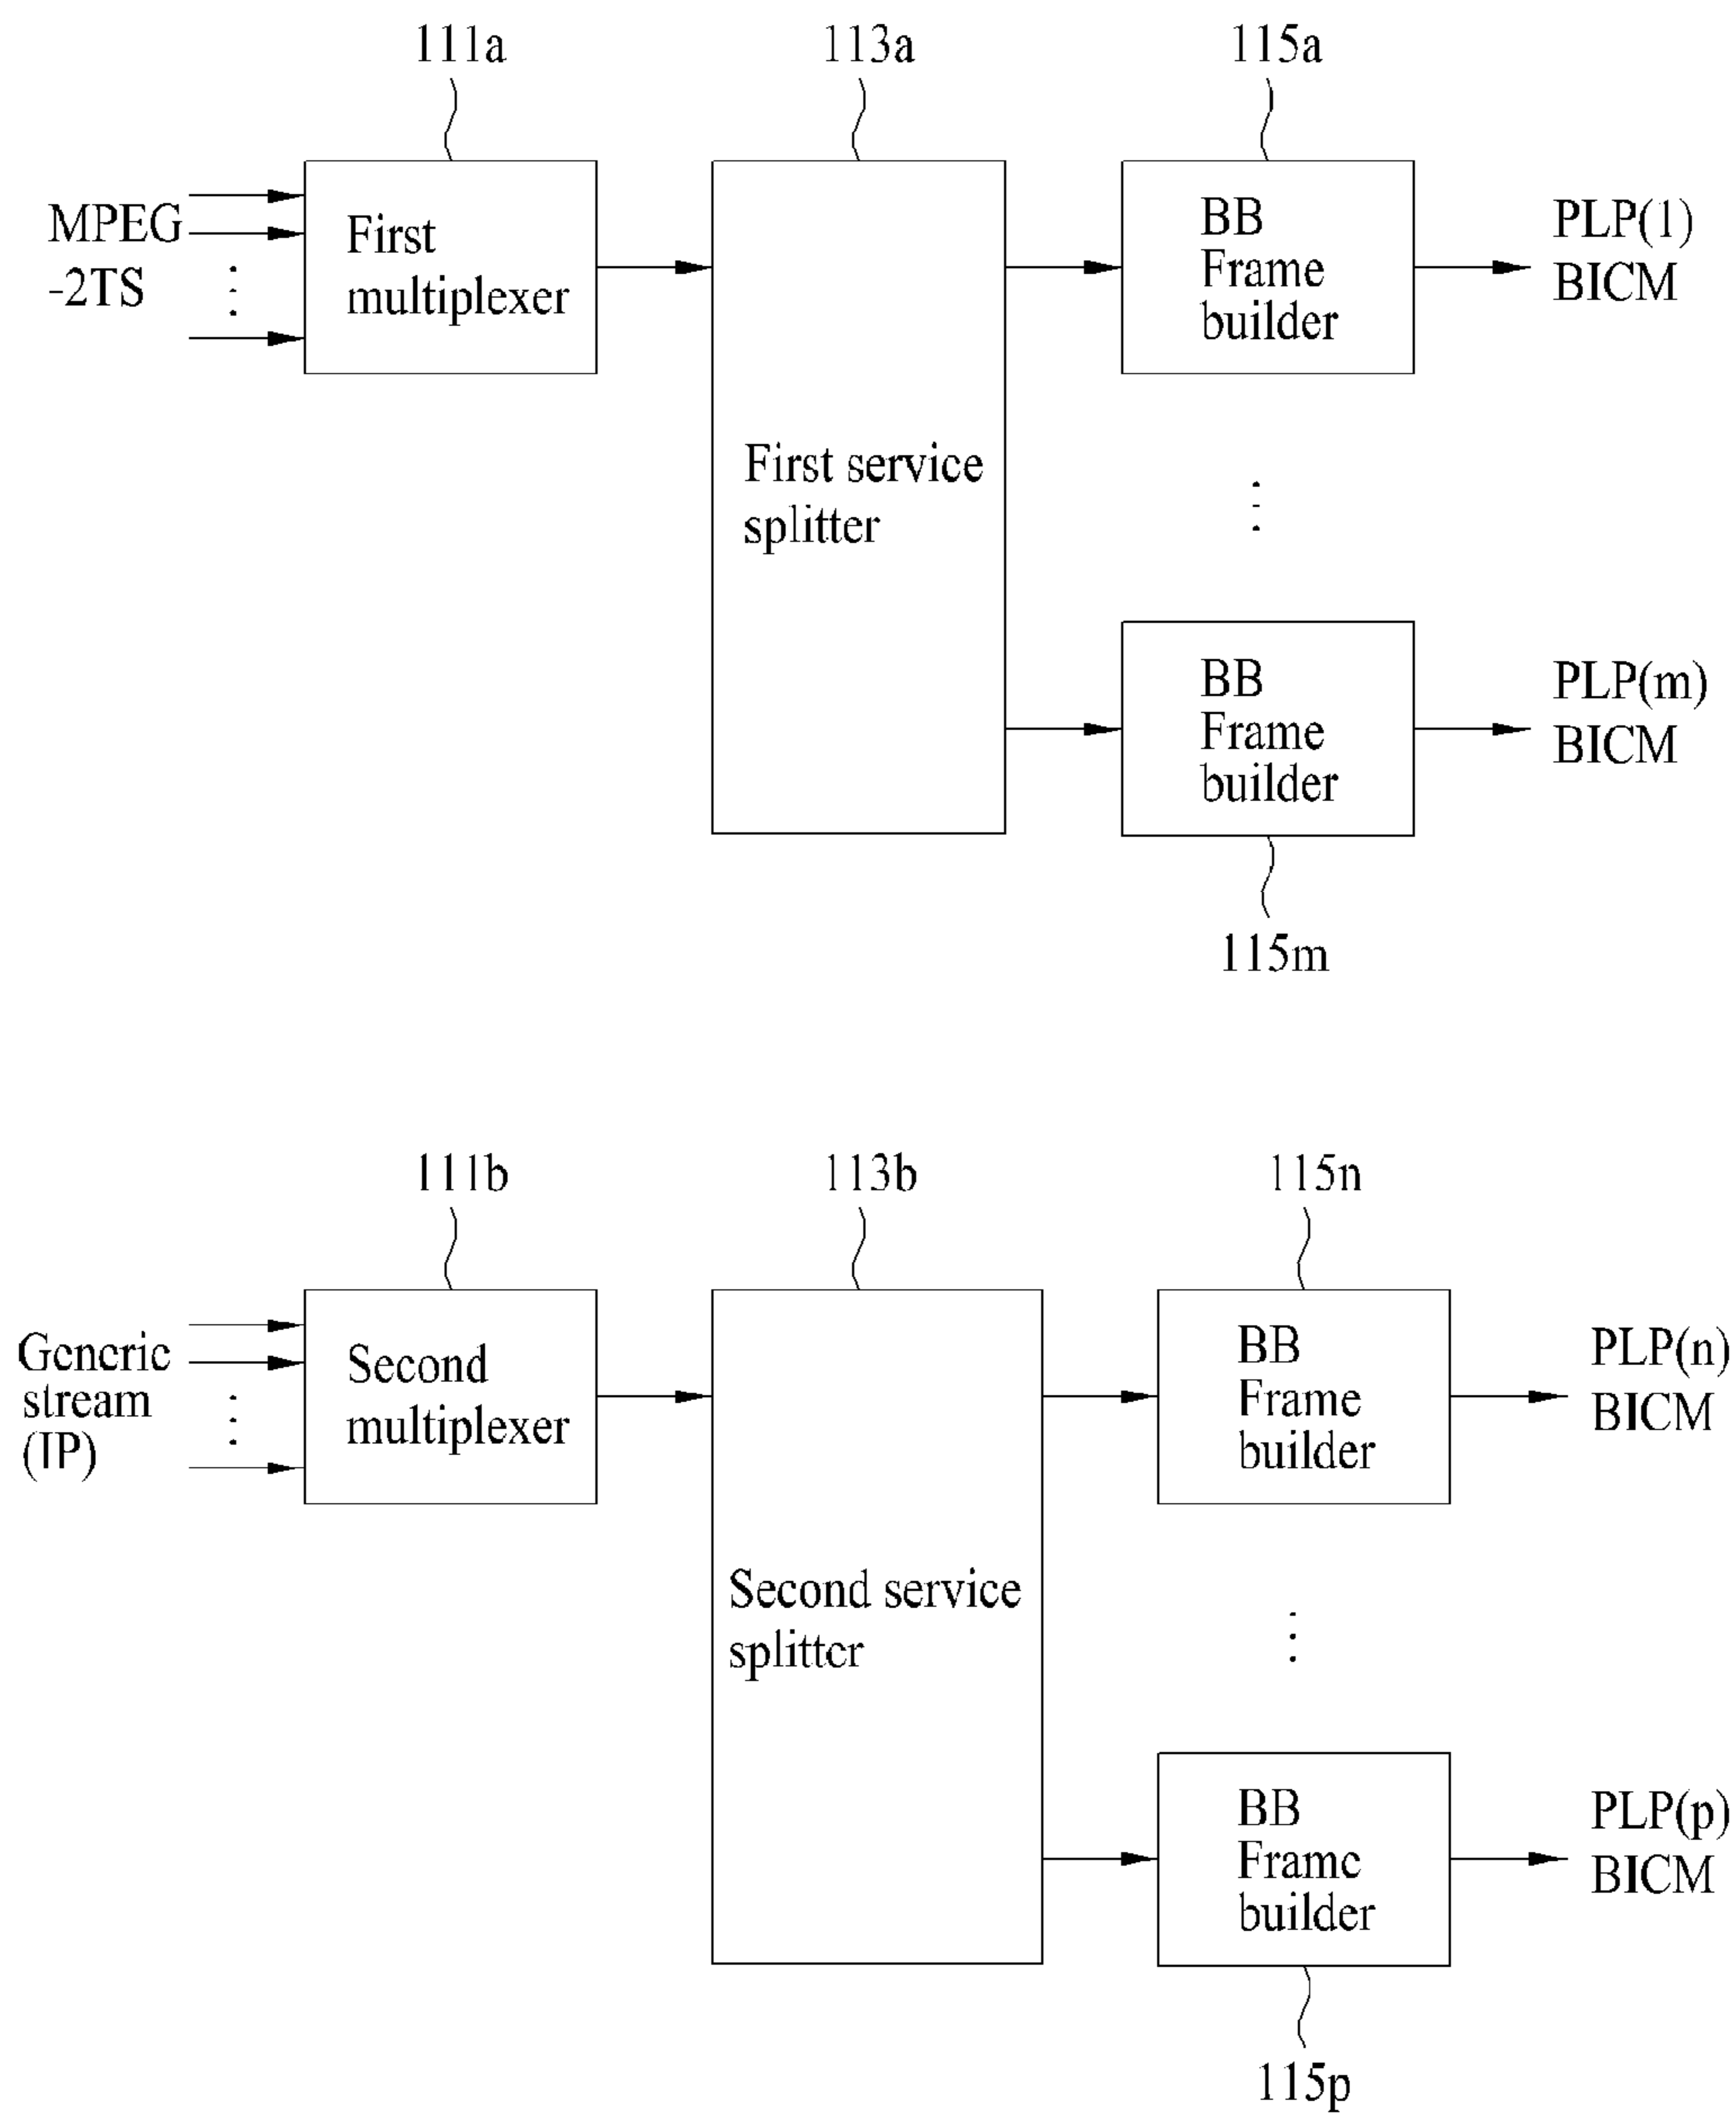 111a
113a
115a
MPEG
-2TS
First
multiplexer
First service
splitter
BB
Frame
builder
PLP(1)
BICM
BB
Frame
builder
PLP(m)
BICM
115m
111b
113b
115n
Generic
stream
(IP)
Second
multiplexer
Second service
splitter
BB
Frame
builder
PLP(n)
BICM
BB
Frame
builder
PLP(p)
BICM
115p